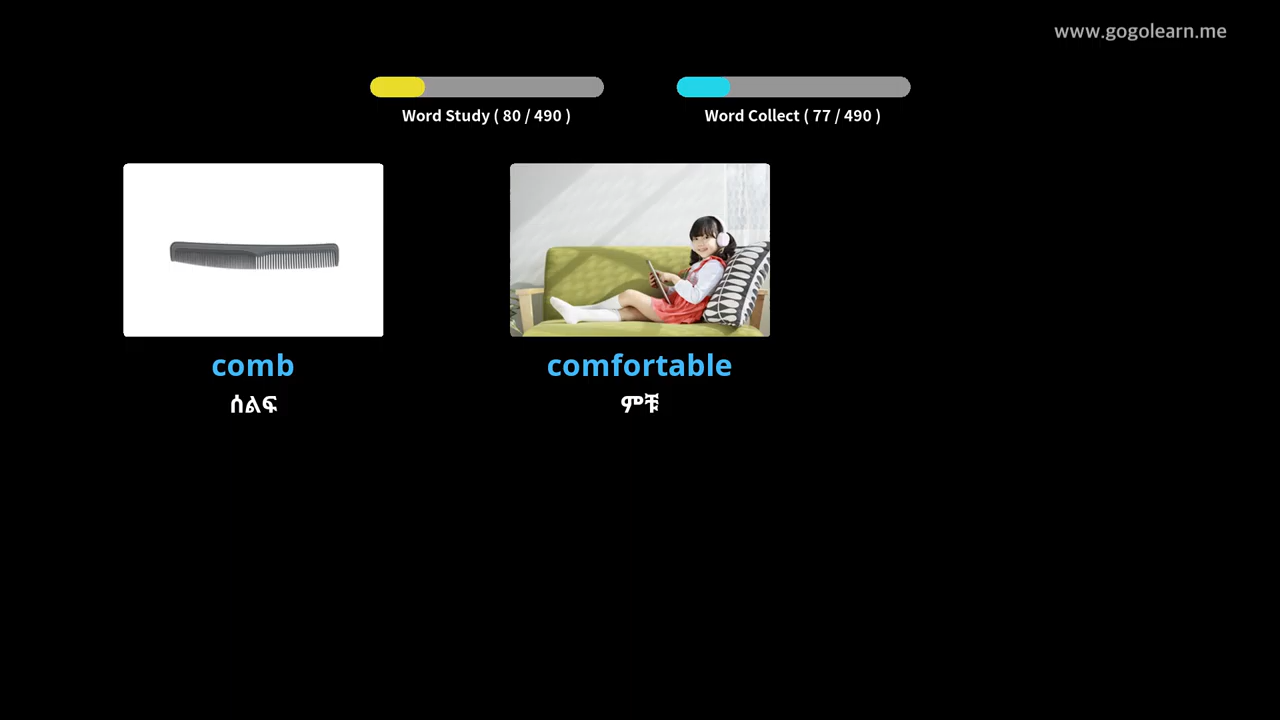 www.gogolearn.me
Word Study ( 80 / 490 )
Word Collect ( 77 / 490 )
comb
ሰልፍ
comfortable
ምቹ